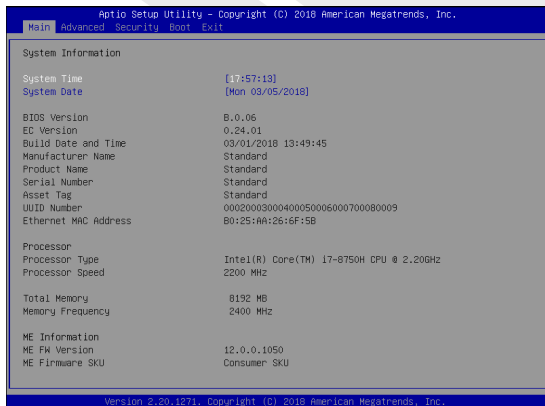 Aptio Setup Utility – Copyright (C) 2018 American Megatrends, Inc.
Main Advanced Security Boot Exit
System Information
System Time [17:57:13]
System Date [Mon 03/05/2018]
BIOS Version B.0.06
EC Version 0.24.01
Build Date and Time 03/01/2018 13:49:45
Manufacturer Name Standard
Product Name Standard
Serial Number Standard
Asset Tag Standard
UUID Number 00020003000400050006000700080009
Ethernet MAC Address B0:25:AA:26:6F:5B
Processor
Processor Type Intel(R) Core(TM) i7-8750H CPU @ 2.20GHz
Processor Speed 2200 MHz
Total Memory 8192 MB
Memory Frequency 2400 MHz
ME Information
ME FW Version 12.0.0.1050
ME Firmware SKU Consumer SKU
Version 2.20.1271. Copyright (C) 2018 American Megatrends, Inc.